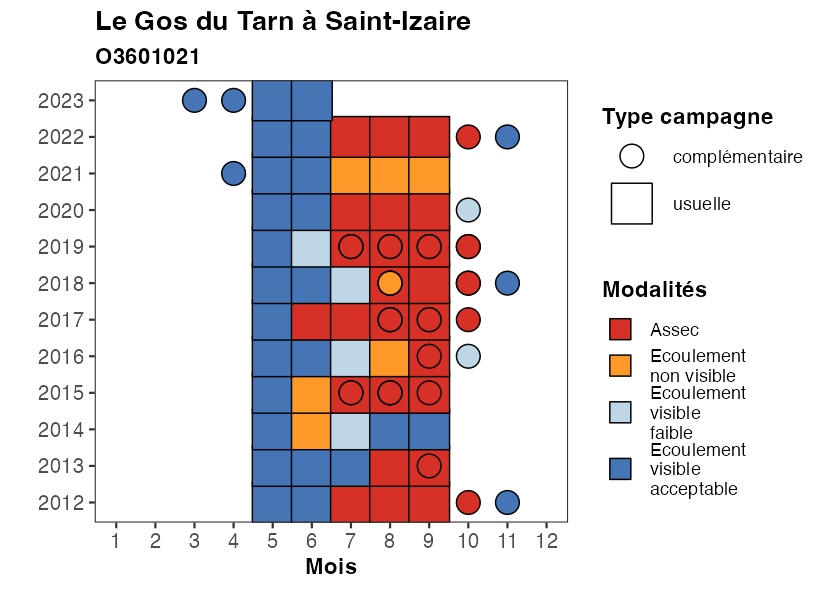 Le Gos du Tarn à Saint-Izaire
O3601021
2023
2022
2021
2020
2019
2018
2017
2016
2015
2014
2013
2012
1 2 3 4 5 6 7 8 9 10 11 12
Mois
Type campagne
complémentaire
usuelle
Modalités
Assec
Ecoulement
non visible
Ecoulement
visible
faible
Ecoulement
visible
acceptable